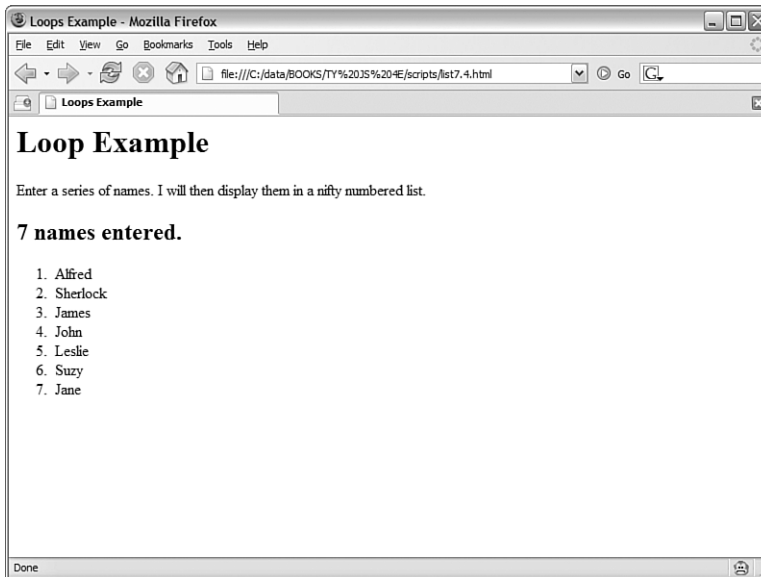 Loops Example - Mozilla Firefox
File Edit View Go Bookmarks Tools Help
file:///C:/data/BOOKS/TY%20JS%204E/scripts/list7.4.html Go G
Loops Example
Loop Example
Enter a series of names. I will then display them in a nifty numbered list.
7 names entered.
1. Alfred
2. Sherlock
3. James
4. John
5. Leslie
6. Suzy
7. Jane
Done